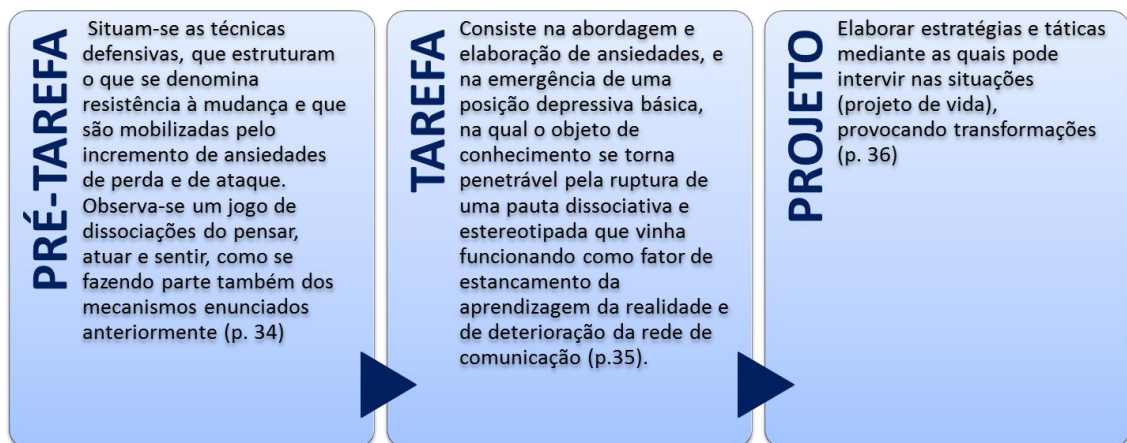 PRÉ-TAREFA
Situam-se as técnicas
defensivas, que estruturam
o que se denomina
resistência à mudança e que
são mobilizadas pelo
incremento de ansiedades
de perda e de ataque.
Observa-se um jogo de
dissociações do pensar,
atuar e sentir, como se
fazendo parte também dos
mecanismos enunciados
anteriormente (p. 34)
TAREFA
Consiste na abordagem e
elaboração de ansiedades, e
na emergência de uma
posição depressiva básica,
na qual o objeto de
conhecimento se torna
penetrável pela ruptura de
uma pauta dissociativa e
estereotipada que vinha
funcionando como fator de
estancamento da
aprendizagem da realidade e
de deterioração da rede de
comunicação (p.35).
PROJETO
Elaborar estratégias e táticas
mediante as quais pode
intervir nas situações
(projeto de vida),
provocando transformações
(p. 36)